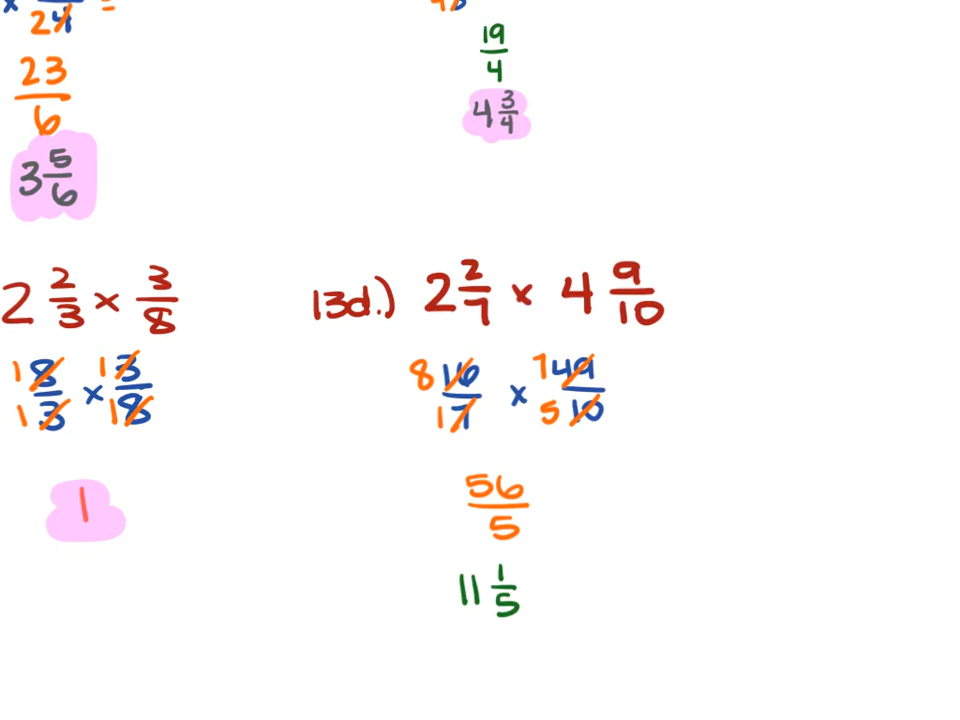 × 24 =
23/6
3 5/6
19/4
4 3/4
2 2/3 × 3/8
1 8/1 3 × 1 3/1 8
1
13d.) 2 2/7 × 4 9/10
8 16/1 7 × 7 49/5 10
56/5
11 1/5